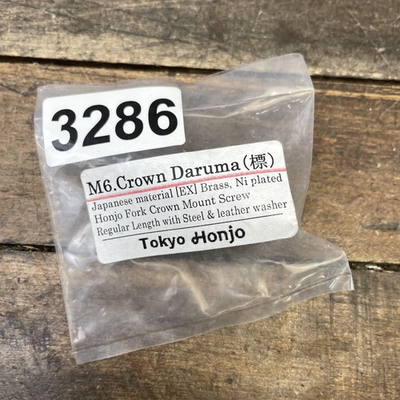 3286
M6.Crown Daruma(標)
Japanese material [EX] Brass, Ni plated
Honjo Fork Crown Mount Screw
Regular Length with Steel & leather washer
Tokyo Honjo